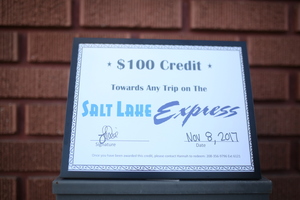 $100 Credit
Towards Any Trip on The
SALT LAKE Express
Nov 8, 2017
Signature Date